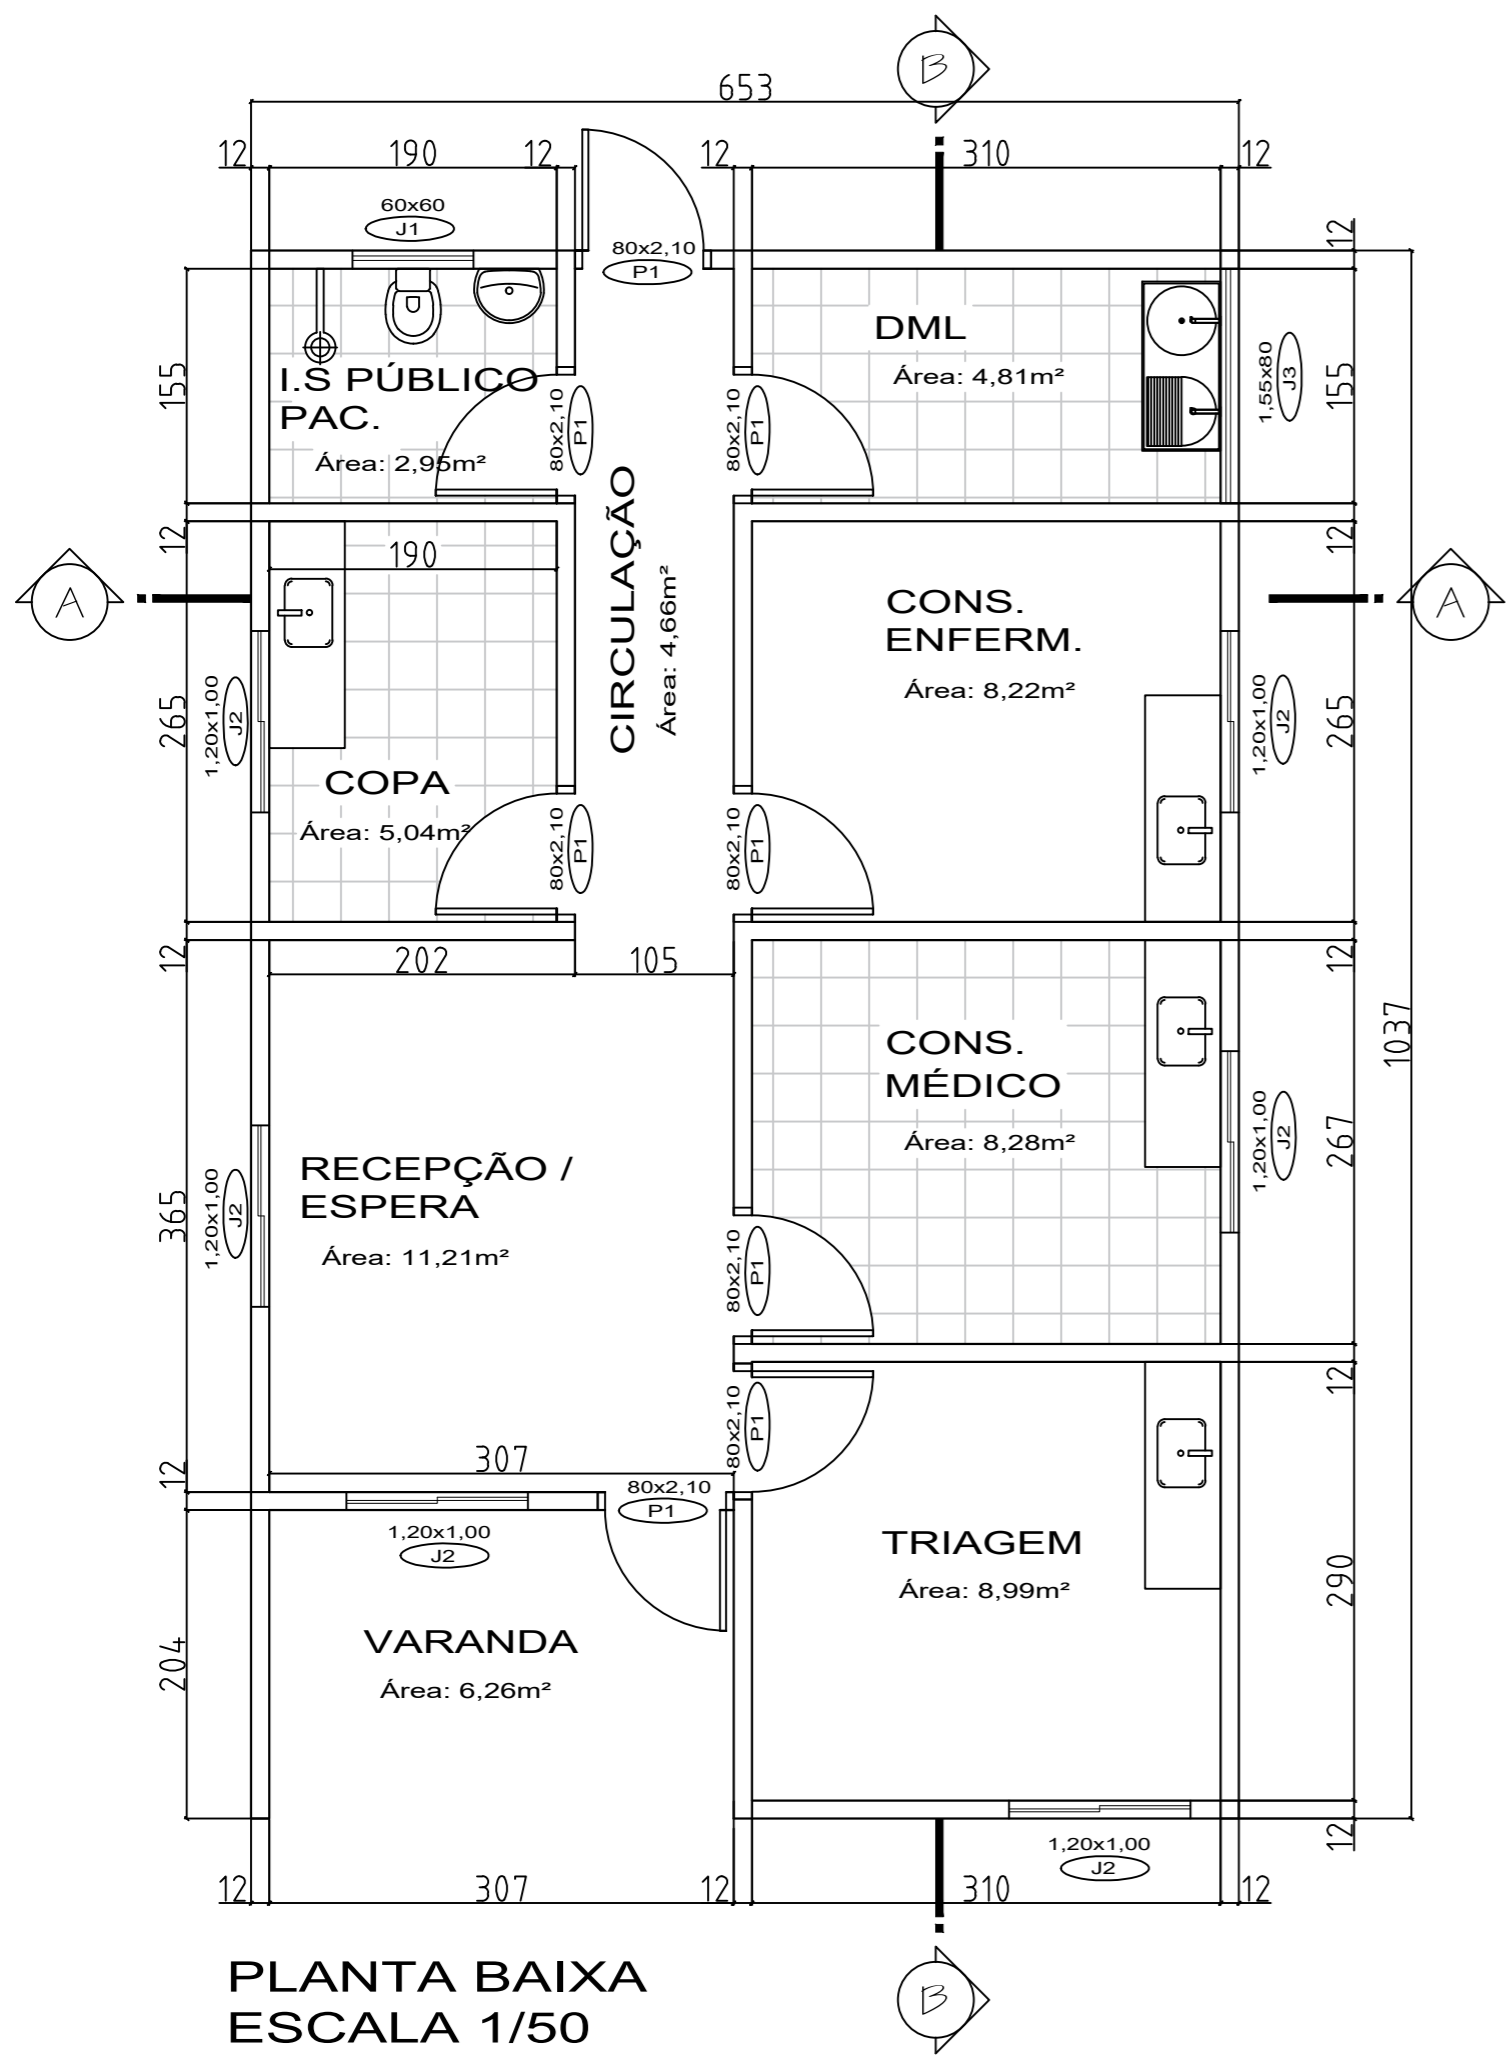 B
653
12
190
12
12
310
12
60x60
J1
80x2,10
P1
12
DML
Área: 4,81m²
I.S PÚBLICO
PAC.
Área: 2,95m²
155
80x2,10
P1
80x2,10
P1
1,55x80
J3
155
CIRCULAÇÃO
Área: 4,66m²
12
190
12
A
A
CONS.
ENFERM.
Área: 8,22m²
265
1,20x1,00
J2
1,20x1,00
J2
265
COPA
Área: 5,04m²
80x2,10
P1
80x2,10
P1
12
202
105
12
1037
CONS.
MÉDICO
Área: 8,28m²
RECEPÇÃO /
ESPERA
Área: 11,21m²
365
1,20x1,00
J2
1,20x1,00
J2
267
80x2,10
P1
12
80x2,10
P1
12
307
80x2,10
P1
1,20x1,00
J2
TRIAGEM
Área: 8,99m²
290
VARANDA
Área: 6,26m²
204
12
1,20x1,00
J2
12
307
12
310
12
PLANTA BAIXA
ESCALA 1/50
B